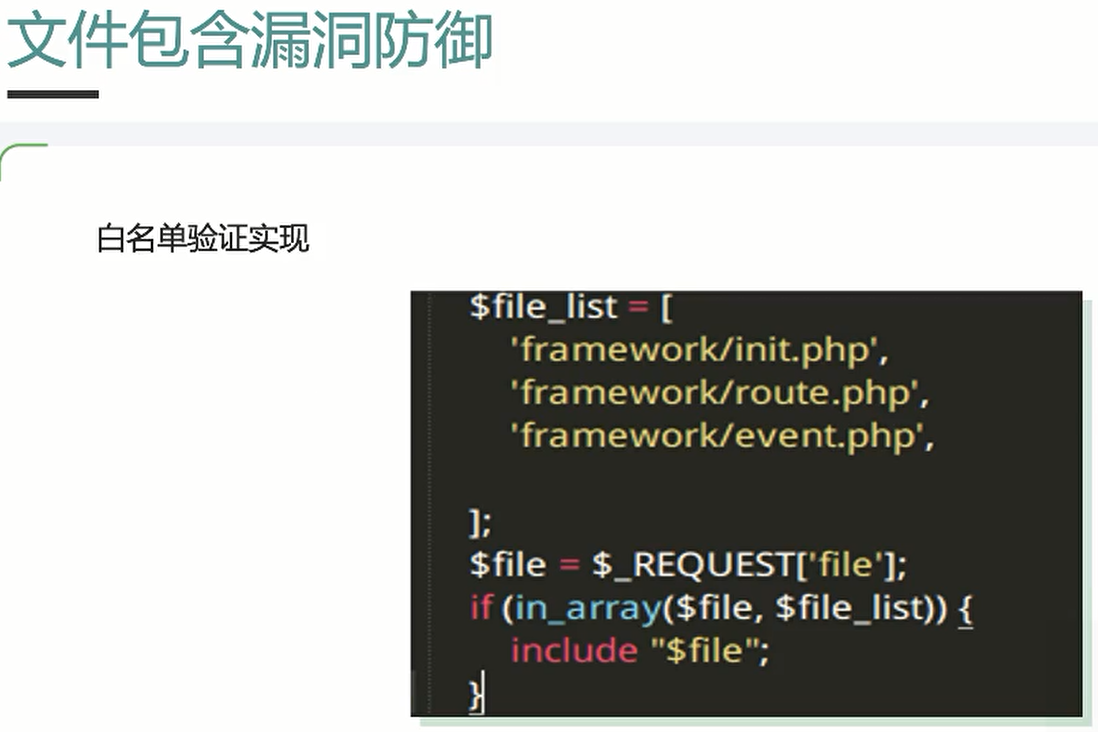 文件包含漏洞防御
白名单验证实现
$file_list = [
'framework/init.php',
'framework/route.php',
'framework/event.php',
];
$file = $_REQUEST['file'];
if (in_array($file, $file_list)) {
include "$file";
}